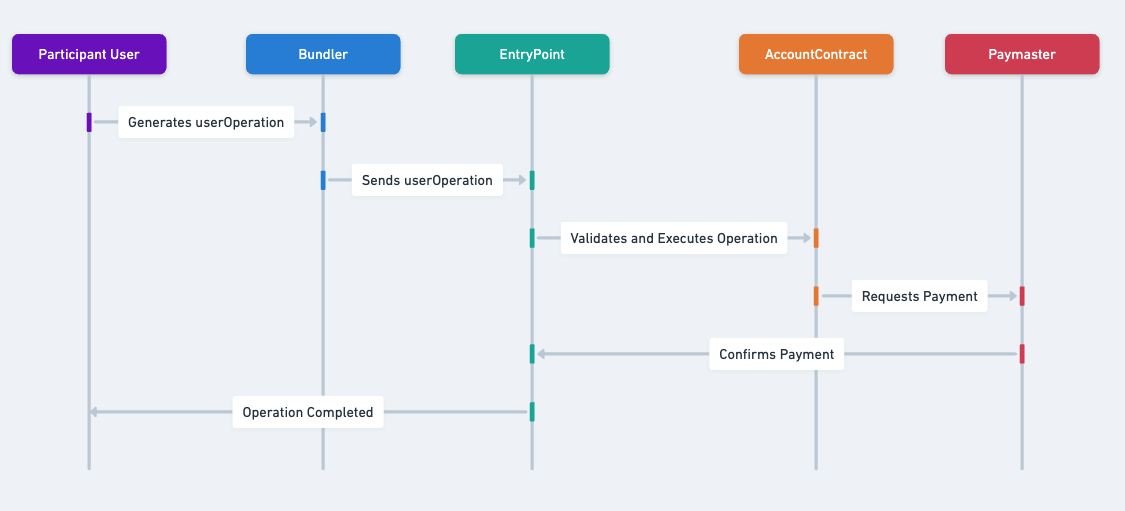 Participant User
Bundler
EntryPoint
AccountContract
Paymaster
Generates userOperation
Sends userOperation
Validates and Executes Operation
Requests Payment
Confirms Payment
Operation Completed